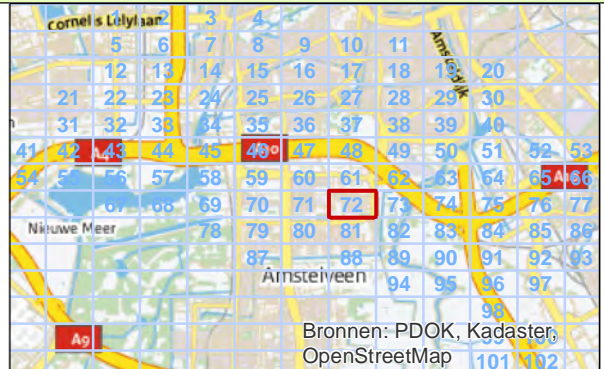 Cornelis Lelylaan 1 2 3 4
5 6 7 8 9 10 11
Amsteldijk
12 13 14 15 16 17 18 19 20
21 22 23 24 25 26 27 28 29 30
31 32 33 34 35 36 37 38 39 40
41 42 A4 43 44 45 46 47 48 49 50 51 52 53
54 55 56 57 58 59 60 61 62 63 64 65 66
67 68 69 70 71 72 73 74 75 76 77
Nieuwe Meer 78 79 80 81 82 83 84 85 86
87 88 89 90 91 92 93
Amstelveen 94 95 96 97
98
A9 Bronnen: PDOK, Kadaster,
OpenStreetMap
101 102